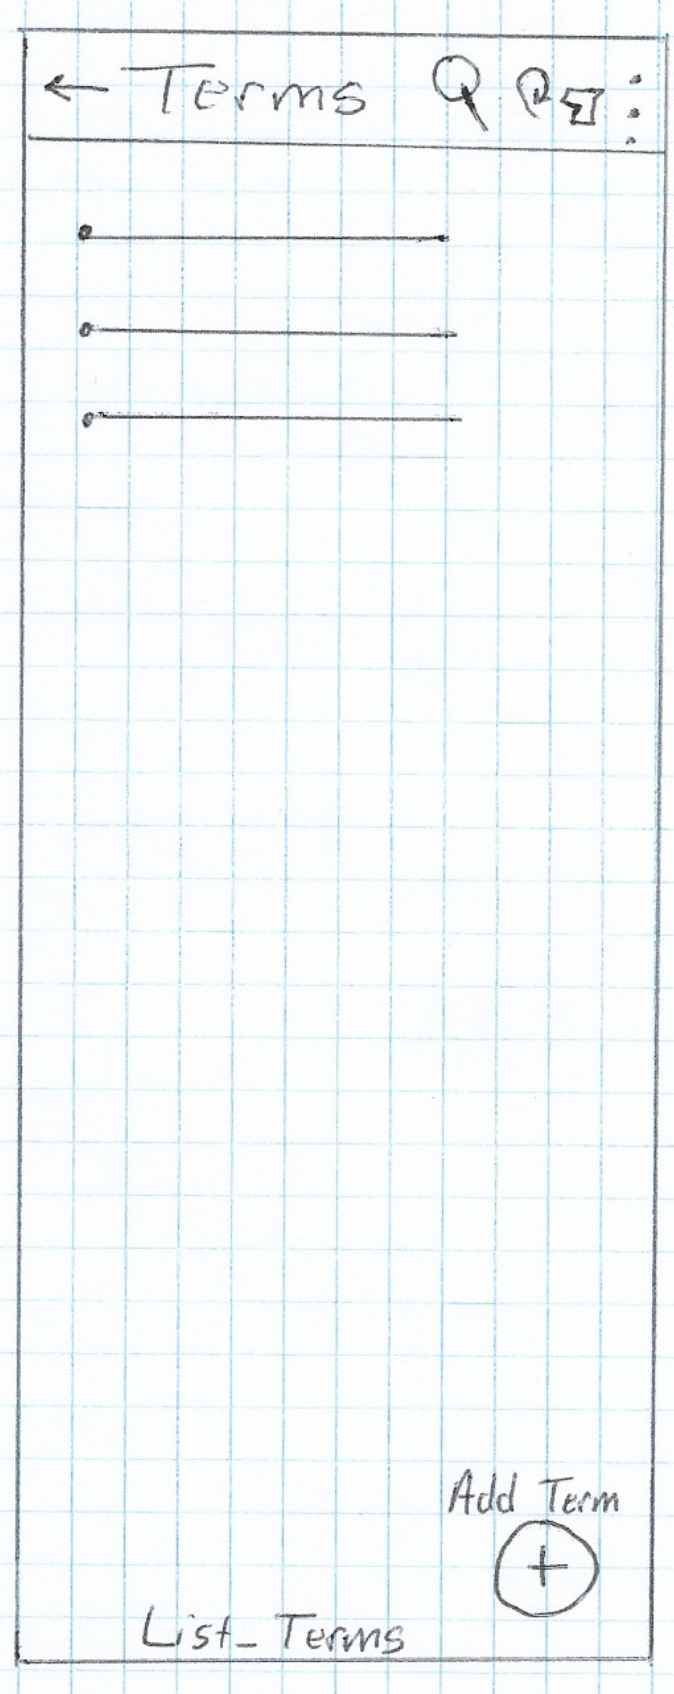 ← Terms
Add Term
+
List_Terms